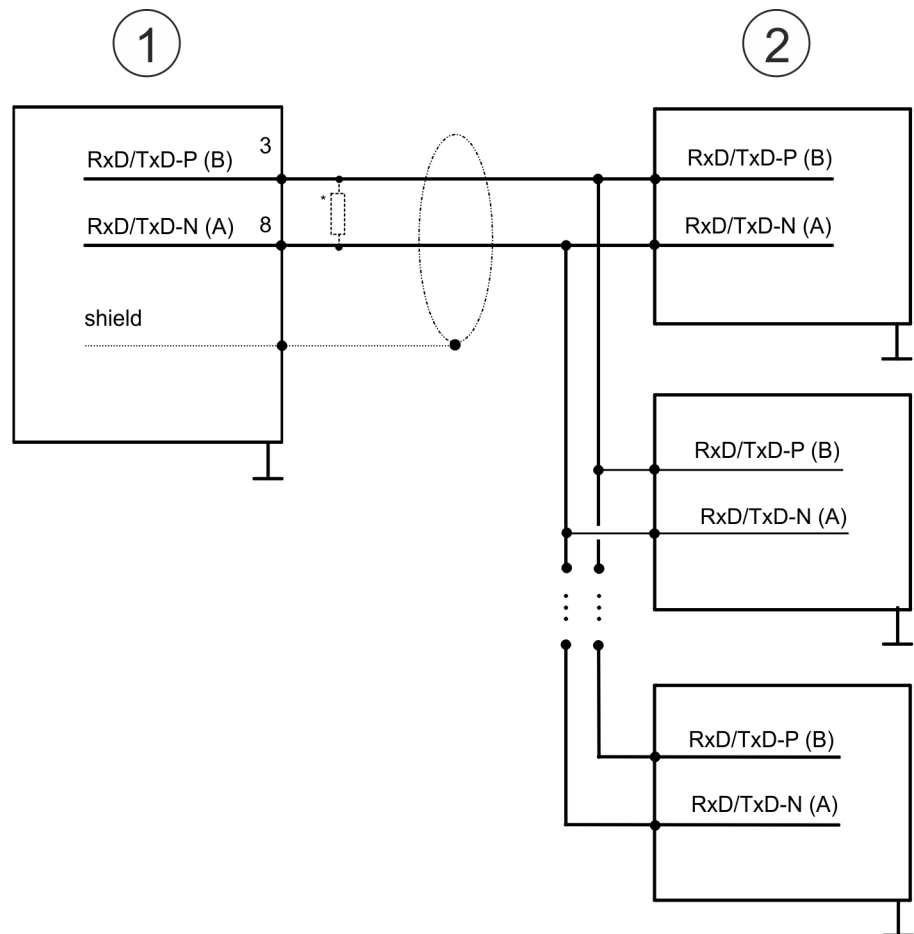 1
2
RxD/TxD-P (B)
3
RxD/TxD-P (B)
*
RxD/TxD-N (A)
8
RxD/TxD-N (A)
shield
RxD/TxD-P (B)
RxD/TxD-N (A)
RxD/TxD-P (B)
RxD/TxD-N (A)